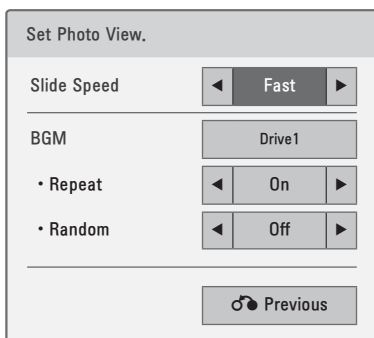 Set Photo View.
Slide Speed ◀ Fast ▶
BGM Drive1
• Repeat ◀ On ▶
• Random ◀ Off ▶
Previous